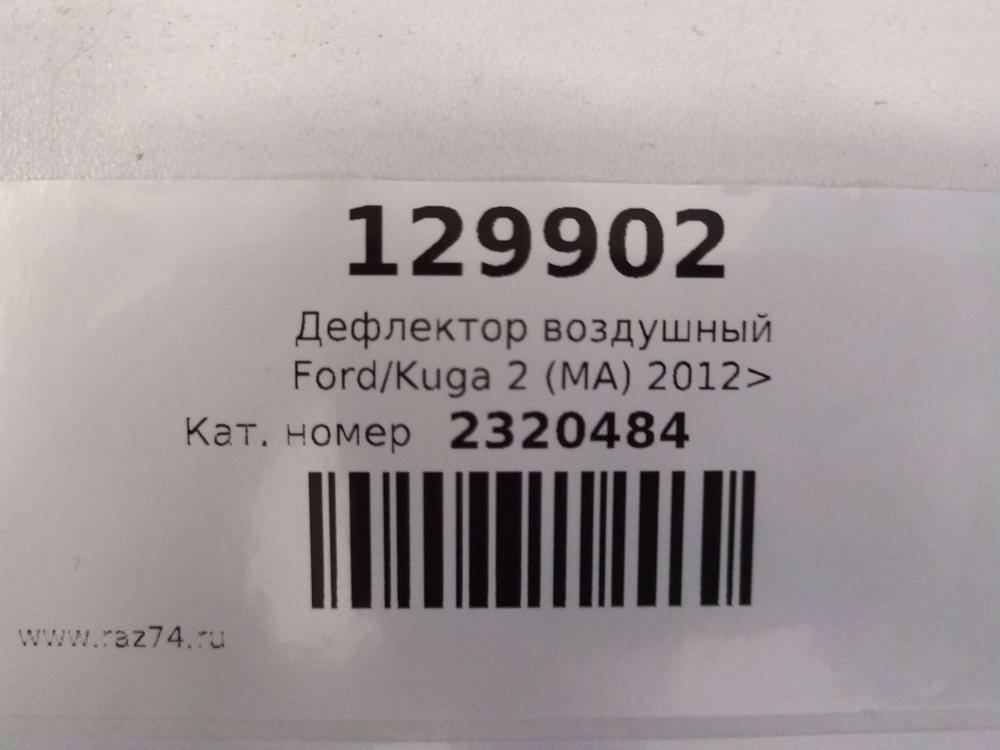 129902
Дефлектор воздушный
Ford/Kuga 2 (MA) 2012>
Кат. номер 2320484
www.raz74.ru